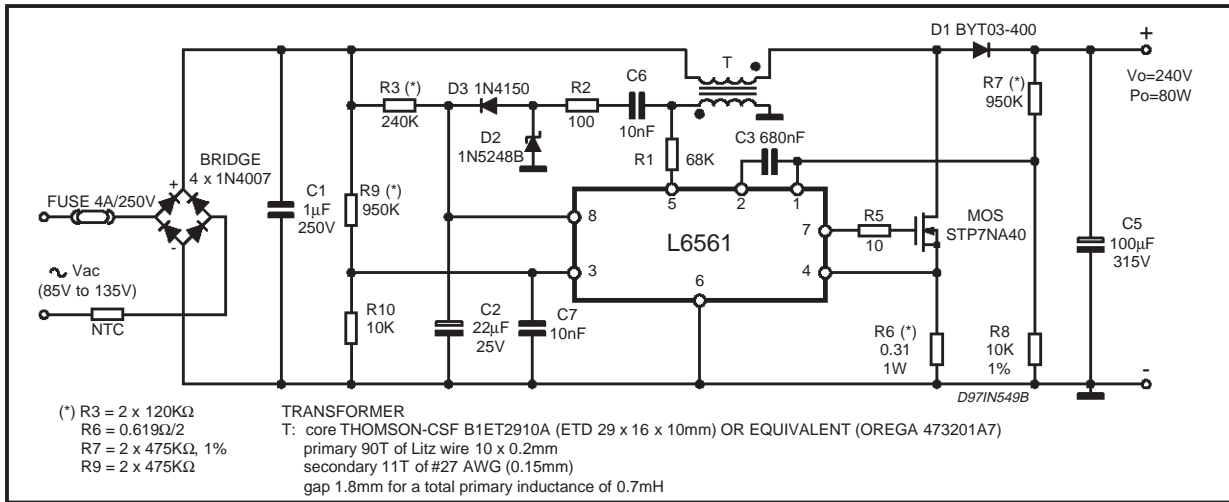 D1 BYT03-400
+
T
C6
R3 (*)
D3 1N4150
R2
R7 (*)
950K
Vo=240V
Po=80W
240K
100
10nF
D2
1N5248B
C3 680nF
R1
68K
BRIDGE
4 x 1N4007
+
-
FUSE 4A/250V
C1
1µF
250V
R9 (*)
950K
5
2
1
8
3
L6561
6
7
4
R5
10
MOS
STP7NA40
C5
100µF
315V
Vac
(85V to 135V)
NTC
R10
10K
C2
22µF
25V
C7
10nF
R6 (*)
0.31
1W
R8
10K
1%
-
D97IN549B
(*) R3 = 2 x 120KΩ
R6 = 0.619Ω/2
R7 = 2 x 475KΩ, 1%
R9 = 2 x 475KΩ
TRANSFORMER
T: core THOMSON-CSF B1ET2910A (ETD 29 x 16 x 10mm) OR EQUIVALENT (OREGA 473201A7)
primary 90T of Litz wire 10 x 0.2mm
secondary 11T of #27 AWG (0.15mm)
gap 1.8mm for a total primary inductance of 0.7mH